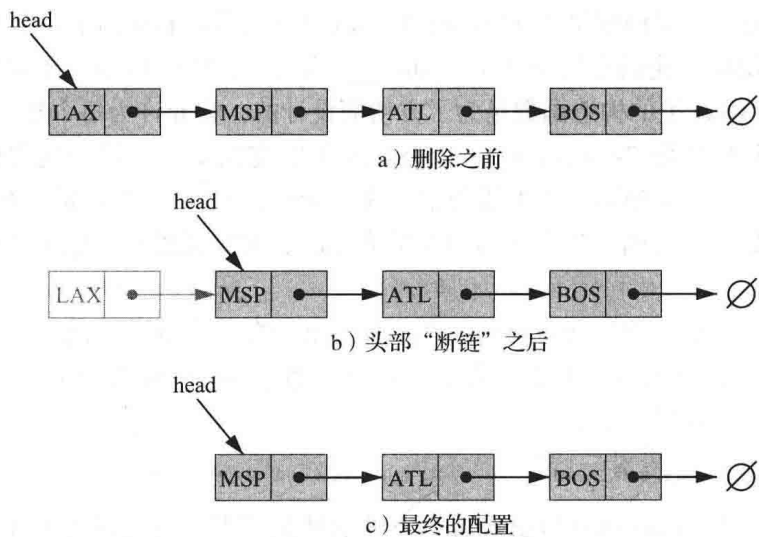 head
LAX MSP ATL BOS ∅
a）删除之前
head
LAX MSP ATL BOS ∅
b）头部“断链”之后
head
MSP ATL BOS ∅
c）最终的配置